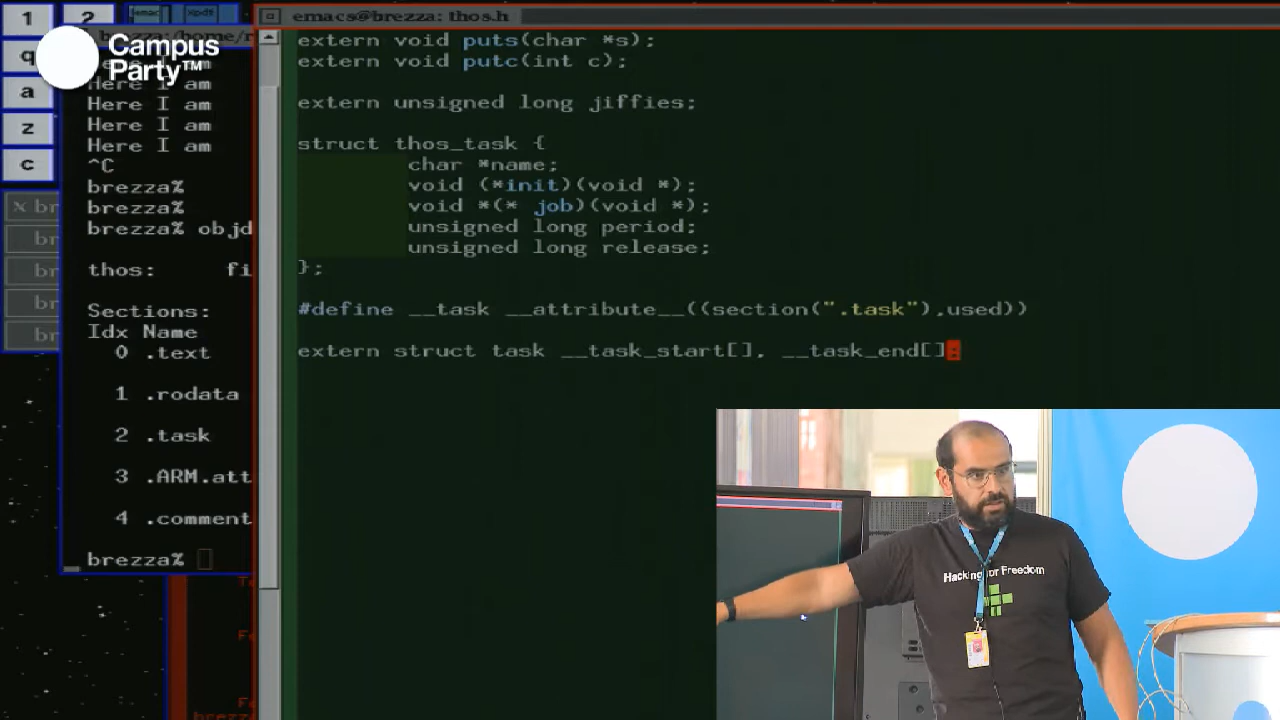 1
2
q
a
z
c
Campus
Party™
Here I am
Here I am
Here I am
Here I am
^C
brezza%
brezza%
brezza% objd
thos: fi
Sections:
Idx Name
0 .text
1 .rodata
2 .task
3 .ARM.att
4 .comment
brezza%
emacs@brezza: thos.h
extern void puts(char *s);
extern void putc(int c);
extern unsigned long jiffies;
struct thos_task {
char *name;
void (*init)(void *);
void *(* job)(void *);
unsigned long period;
unsigned long release;
};
#define __task __attribute__((section(".task"),used))
extern struct task __task_start[], __task_end[];
Hacking for Freedom